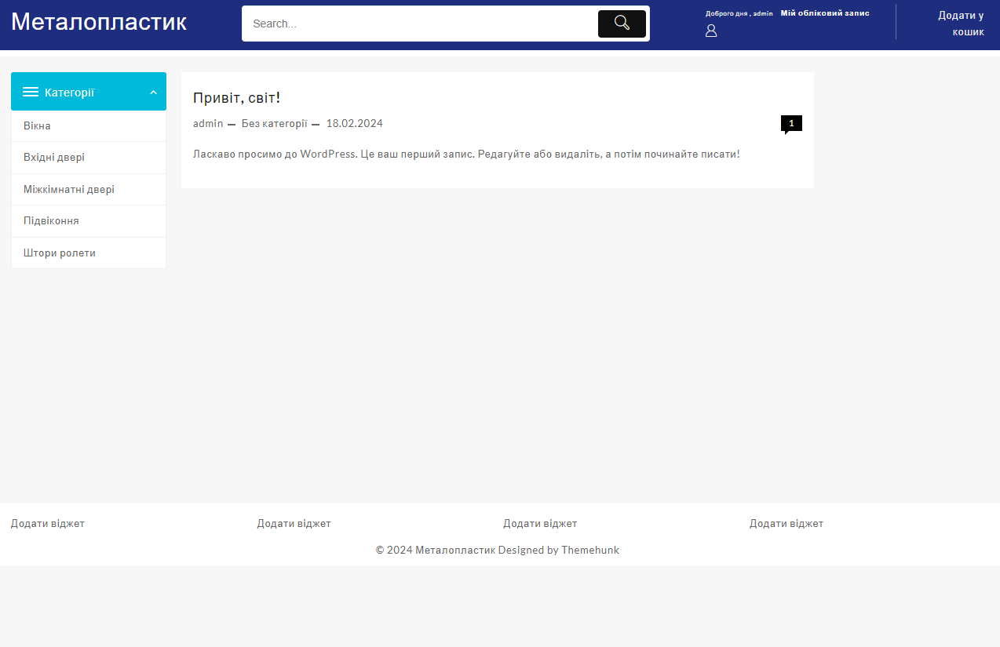 Металопластик
Search...
Доброго дня , admin Мій обліковий запис
Додати у
кошик
Категорії
Вікна
Вхідні двері
Міжкімнатні двері
Підвіконня
Штори ролети
Привіт, світ!
admin — Без категорії — 18.02.2024
1
Ласкаво просимо до WordPress. Це ваш перший запис. Редагуйте або видаліть, а потім починайте писати!
Додати віджет
Додати віджет
Додати віджет
Додати віджет
© 2024 Металопластик Designed by Themehunk